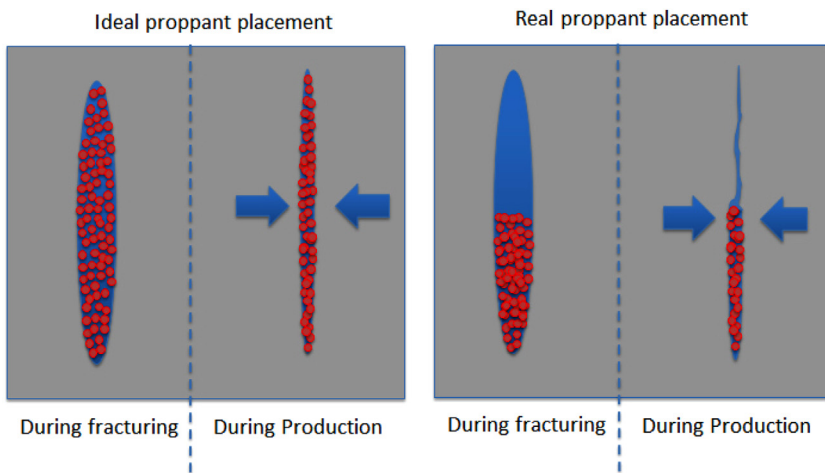 Ideal proppant placement
Real proppant placement
During fracturing
During Production
During fracturing
During Production